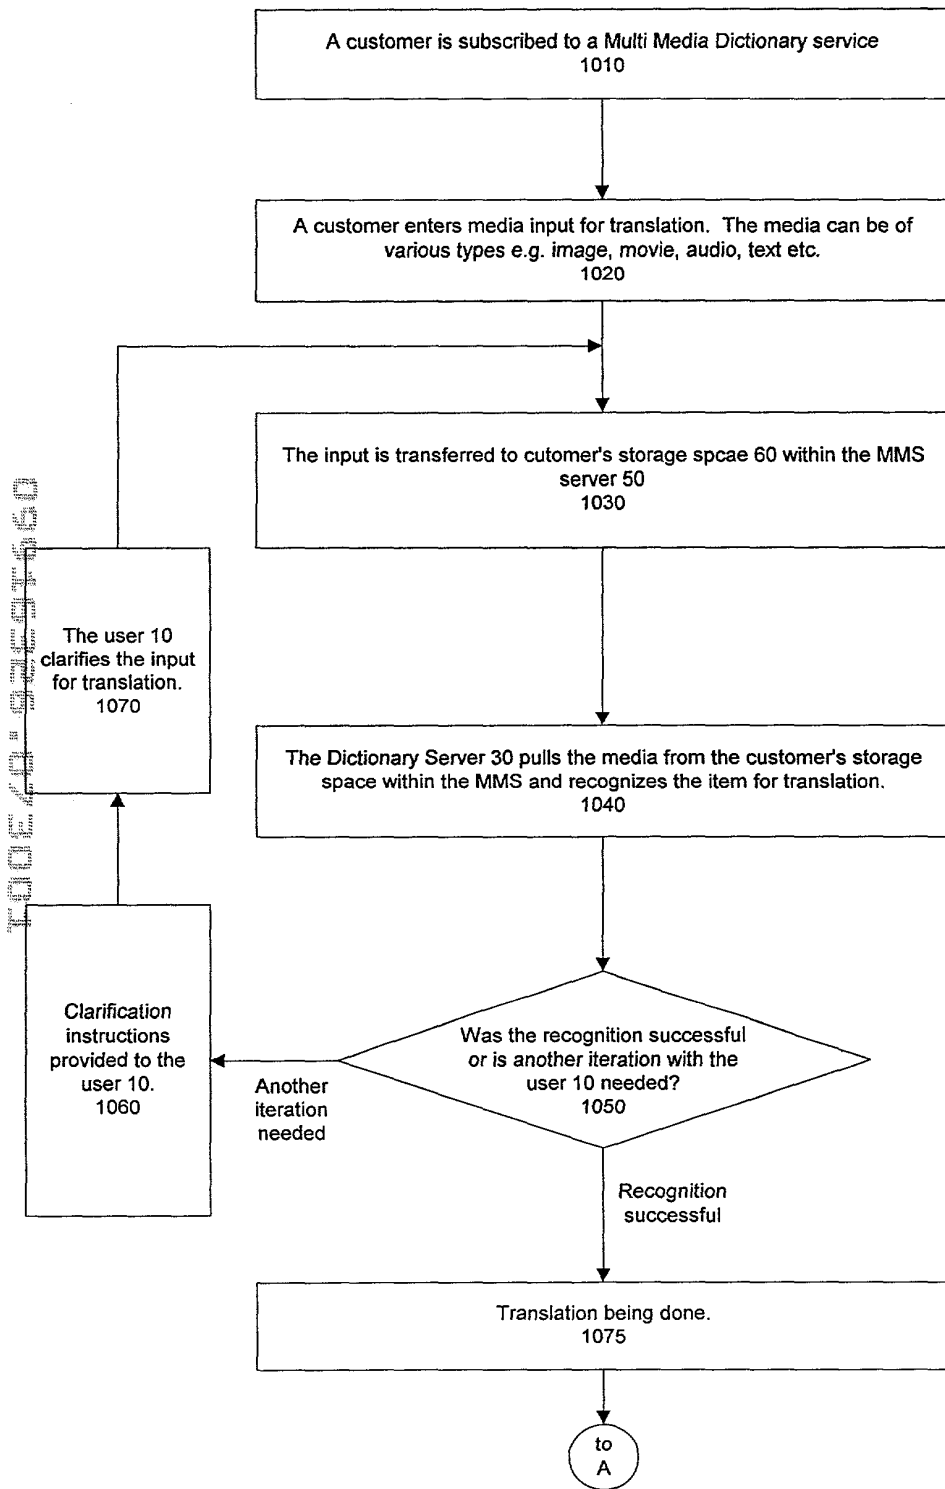 A customer is subscribed to a Multi Media Dictionary service
1010
A customer enters media input for translation. The media can be of
various types e.g. image, movie, audio, text etc.
1020
The input is transferred to cutomer's storage spcae 60 within the MMS
server 50
1030
The user 10
clarifies the input
for translation.
1070
The Dictionary Server 30 pulls the media from the customer's storage
space within the MMS and recognizes the item for translation.
1040
Clarification
instructions
provided to the
user 10.
1060
Was the recognition successful
or is another iteration with the
user 10 needed?
1050
Another
iteration
needed
Recognition
successful
Translation being done.
1075
to
A